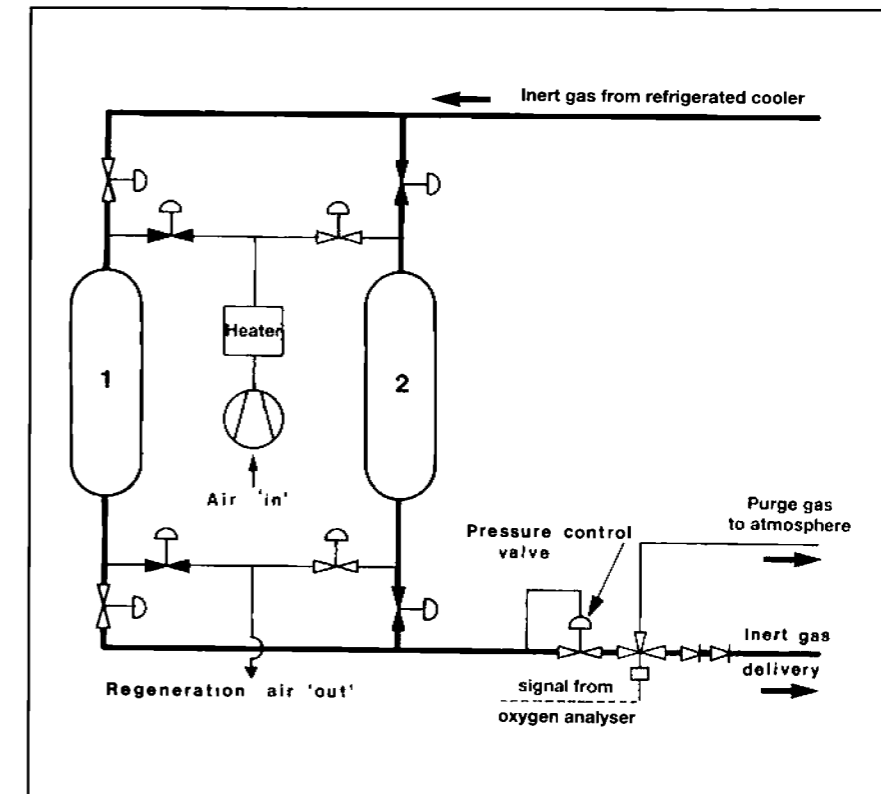 Inert gas from refrigerated cooler
Heater
1
2
Air 'in'
Purge gas
to atmosphere
Pressure control
valve
Inert gas
delivery
Regeneration air 'out'
signal from
oxygen analyser